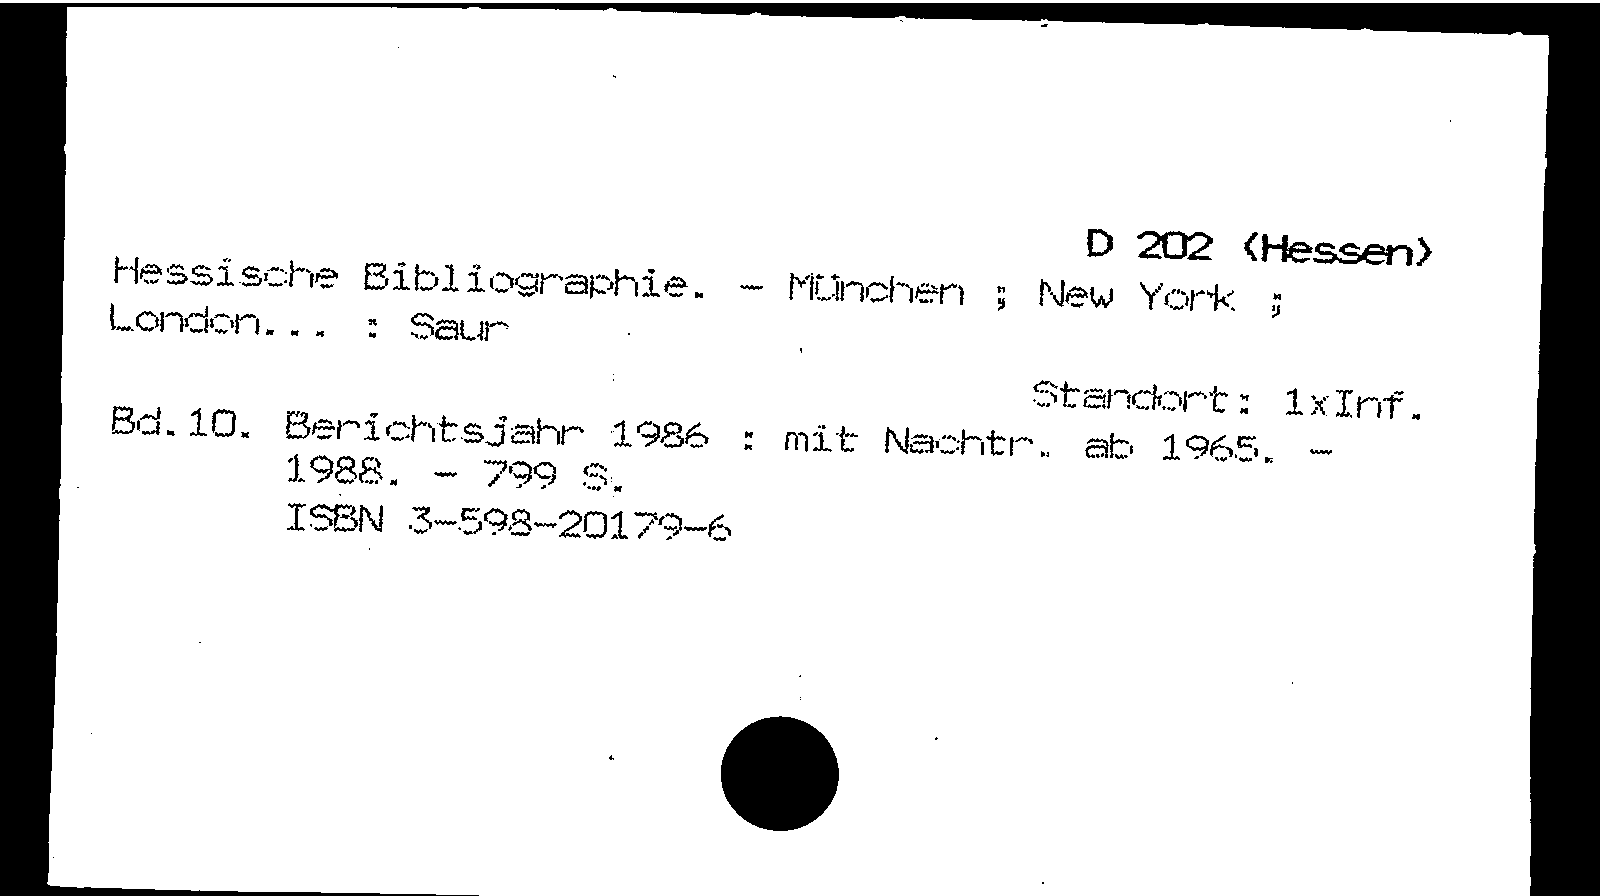 D 202 (Hessen)
Hessische Bibliographie. - München ; New York ;
London... : Saur
Standort: 1xInf.
Bd.10. Berichtsjahr 1986 : mit Nachtr. ab 1965. -
1988. - 799 S.
ISBN 3-598-20179-6